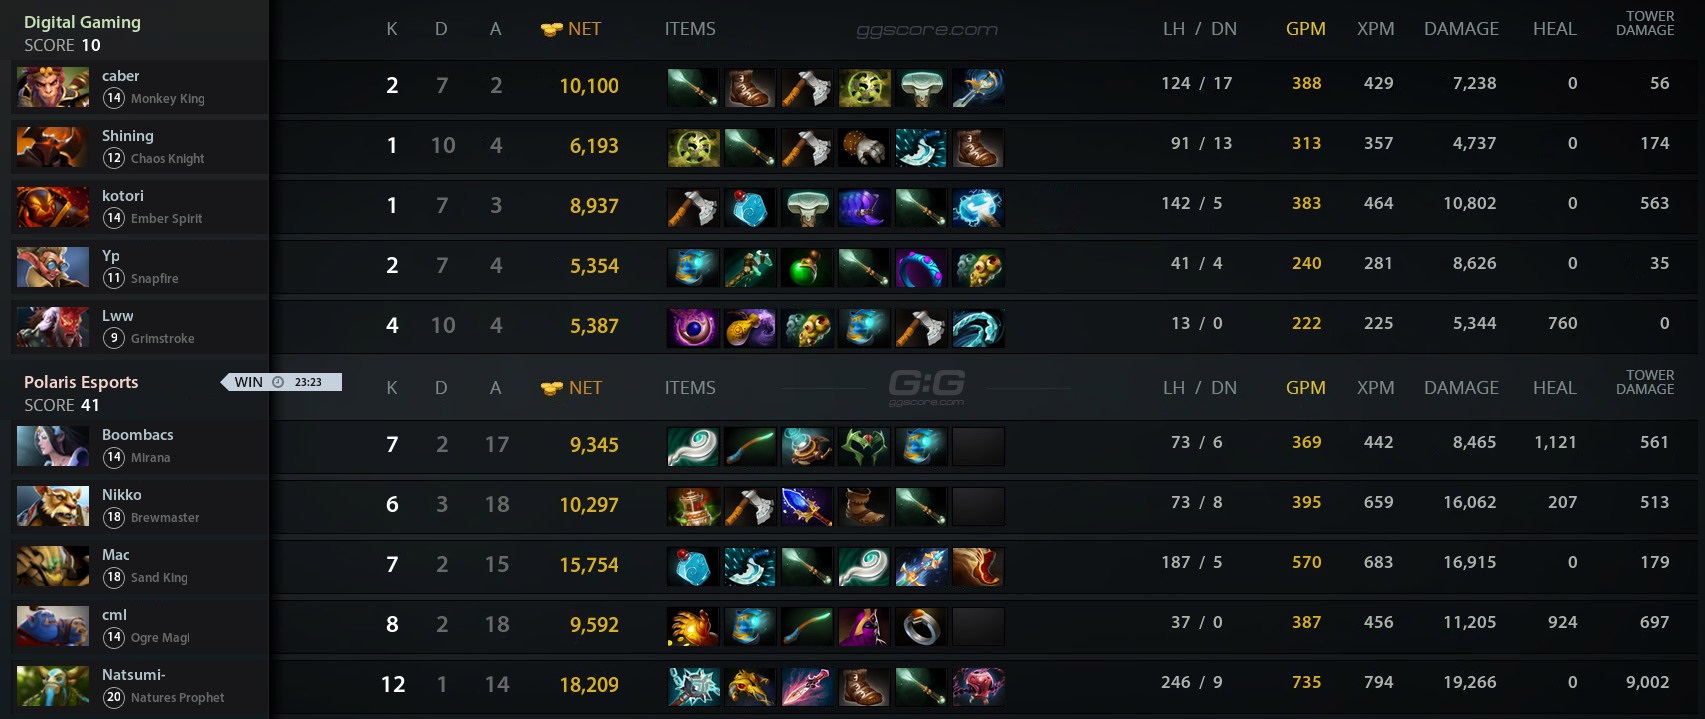 Digital Gaming
SCORE 10
K D A NET ITEMS ggscore.com LH / DN GPM XPM DAMAGE HEAL TOWER DAMAGE
caber
14 Monkey King
2 7 2 10,100 124 / 17 388 429 7,238 0 56
Shining
12 Chaos Knight
1 10 4 6,193 91 / 13 313 357 4,737 0 174
kotori
14 Ember Spirit
1 7 3 8,937 142 / 5 383 464 10,802 0 563
Yp
11 Snapfire
2 7 4 5,354 41 / 4 240 281 8,626 0 35
Lww
9 Grimstroke
4 10 4 5,387 13 / 0 222 225 5,344 760 0
Polaris Esports
WIN 23:23
SCORE 41
K D A NET ITEMS G:G ggscore.com LH / DN GPM XPM DAMAGE HEAL TOWER DAMAGE
Boombacs
14 Mirana
7 2 17 9,345 73 / 6 369 442 8,465 1,121 561
Nikko
18 Brewmaster
6 3 18 10,297 73 / 8 395 659 16,062 207 513
Mac
18 Sand King
7 2 15 15,754 187 / 5 570 683 16,915 0 179
cml
14 Ogre Magi
8 2 18 9,592 37 / 0 387 456 11,205 924 697
Natsumi-
20 Natures Prophet
12 1 14 18,209 246 / 9 735 794 19,266 0 9,002